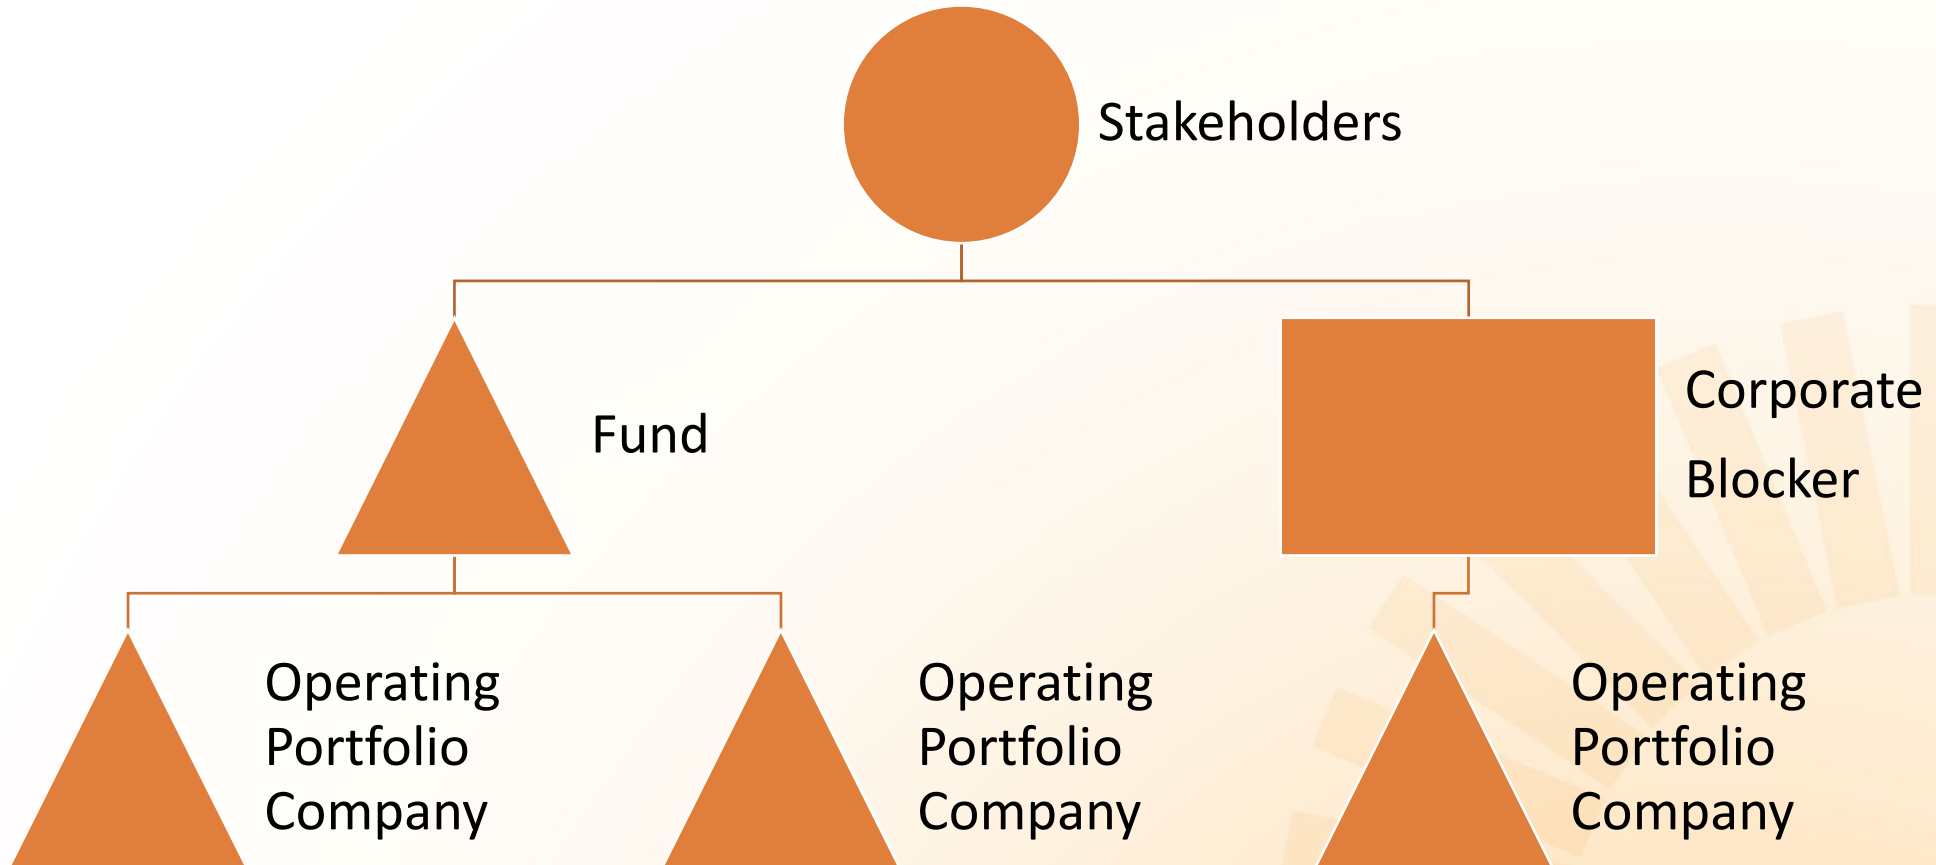 Stakeholders
Fund
Corporate
Blocker
Operating
Portfolio
Company
Operating
Portfolio
Company
Operating
Portfolio
Company